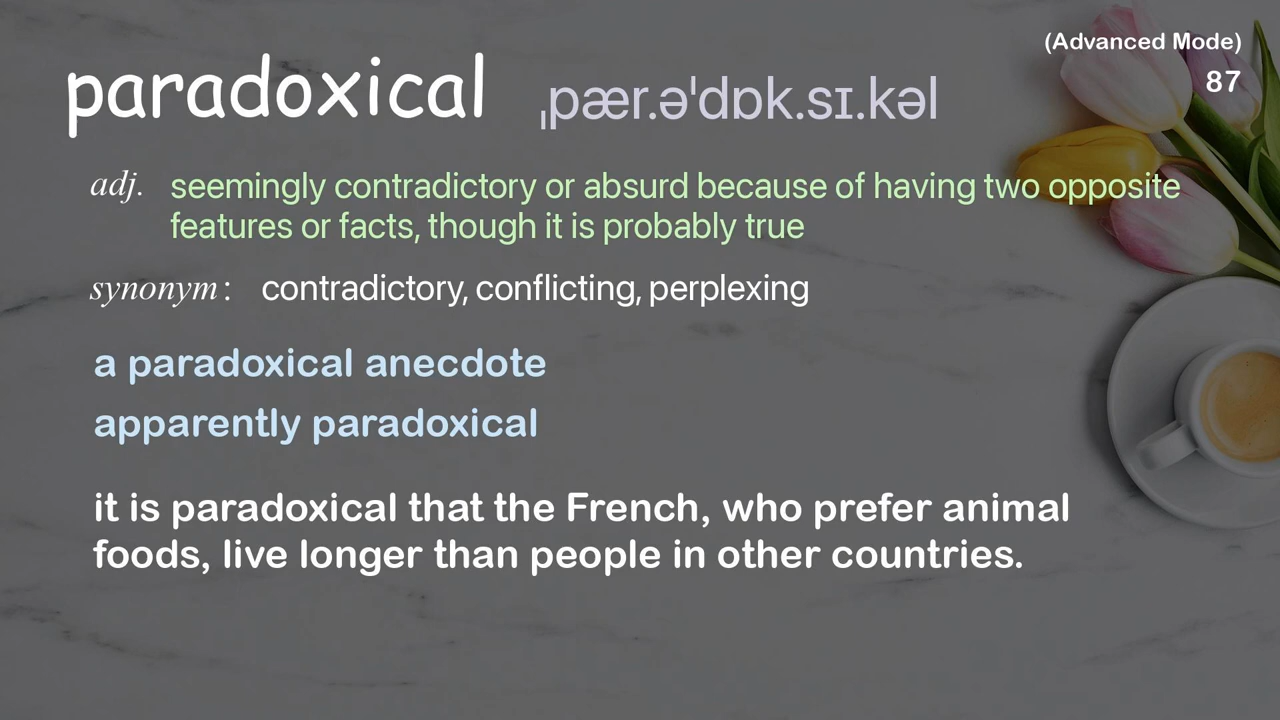 (Advanced Mode)
87
paradoxical ˌpær.əˈdɒk.sɪ.kəl
adj. seemingly contradictory or absurd because of having two opposite
features or facts, though it is probably true
synonym: contradictory, conflicting, perplexing
a paradoxical anecdote
apparently paradoxical
it is paradoxical that the French, who prefer animal
foods, live longer than people in other countries.